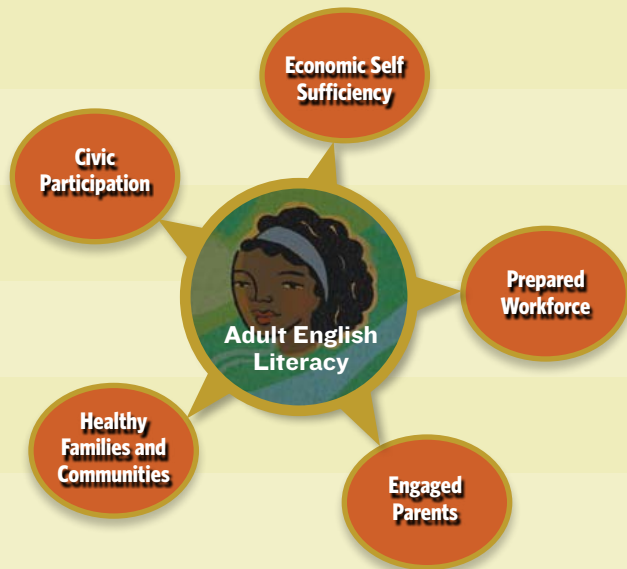 Economic Self
Sufficiency
Civic
Participation
Prepared
Workforce
Adult English
Literacy
Healthy
Families and
Communities
Engaged
Parents